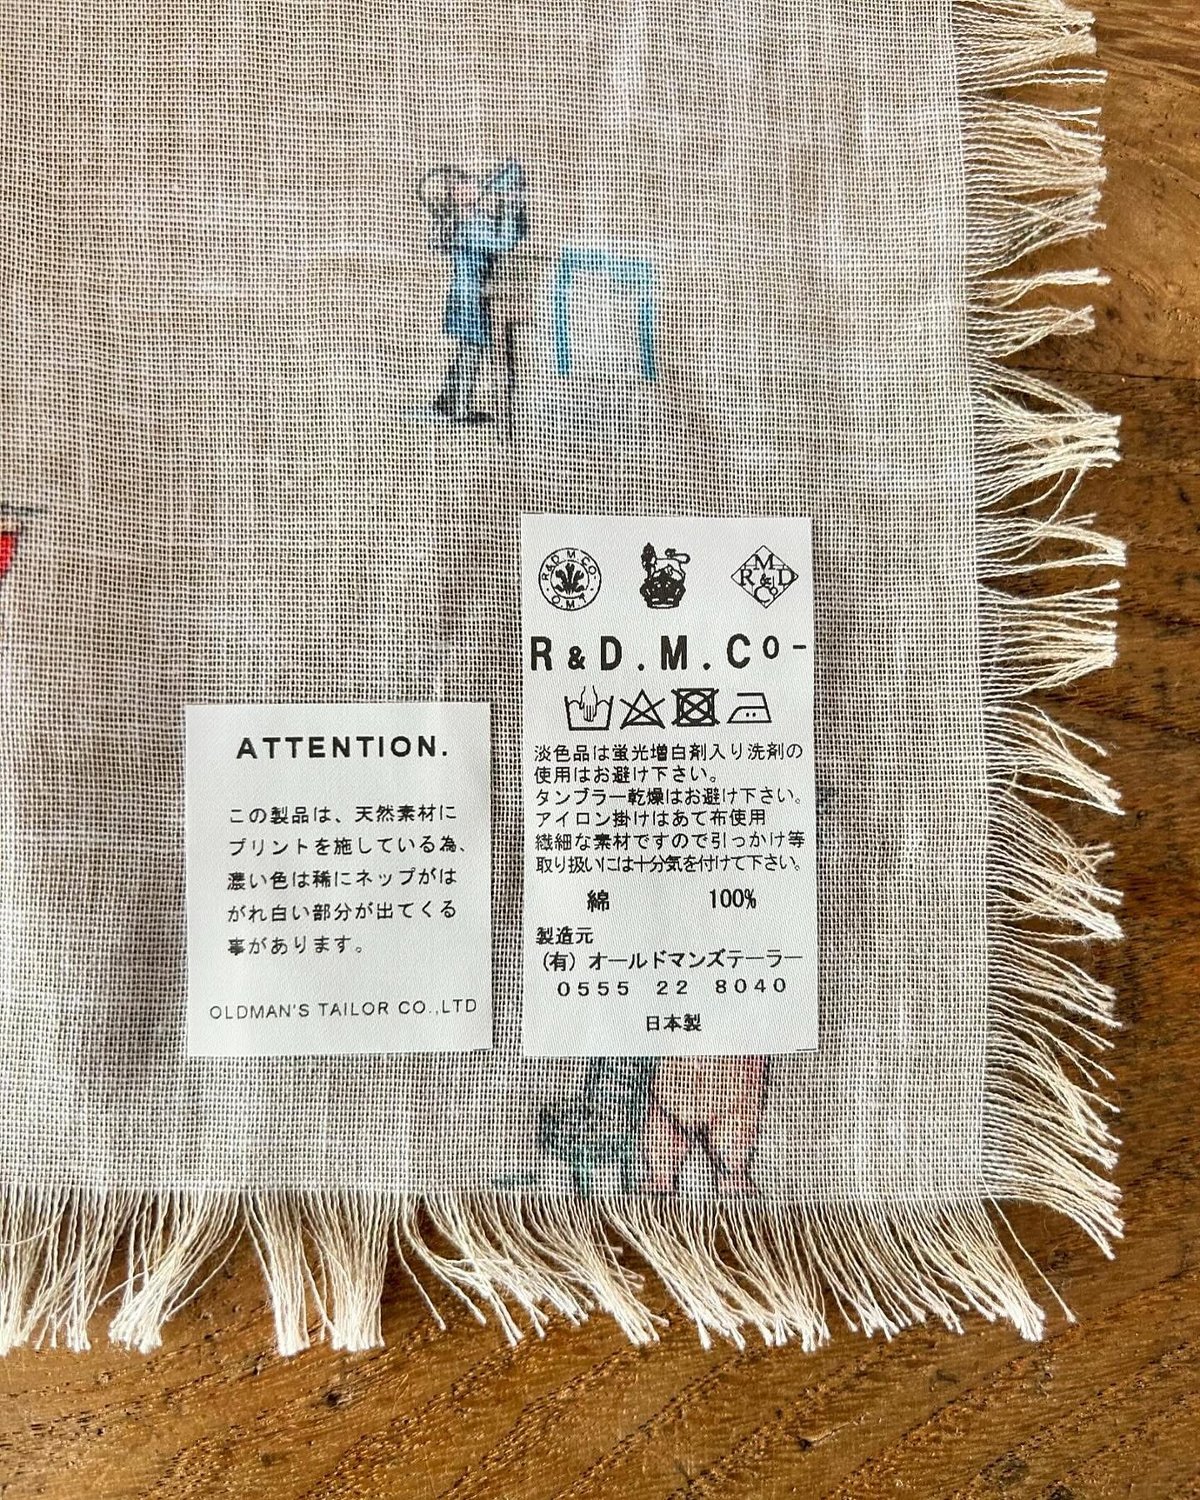 ATTENTION.
この製品は、天然素材に
プリントを施している為、
濃い色は稀にネップがは
がれ白い部分が出てくる
事があります。
OLDMAN'S TAILOR CO.,LTD
R&D.M.CO.
O.M.T
M
R&D
Co
R&D.M.Co-
淡色品は蛍光増白剤入り洗剤の
使用はお避け下さい。
タンブラー乾燥はお避け下さい。
アイロン掛けはあて布使用
繊細な素材ですので引っかけ等
取り扱いには十分気を付けて下さい。
綿 100%
製造元
(有) オールドマンズテーラー
0555 22 8040
日本製